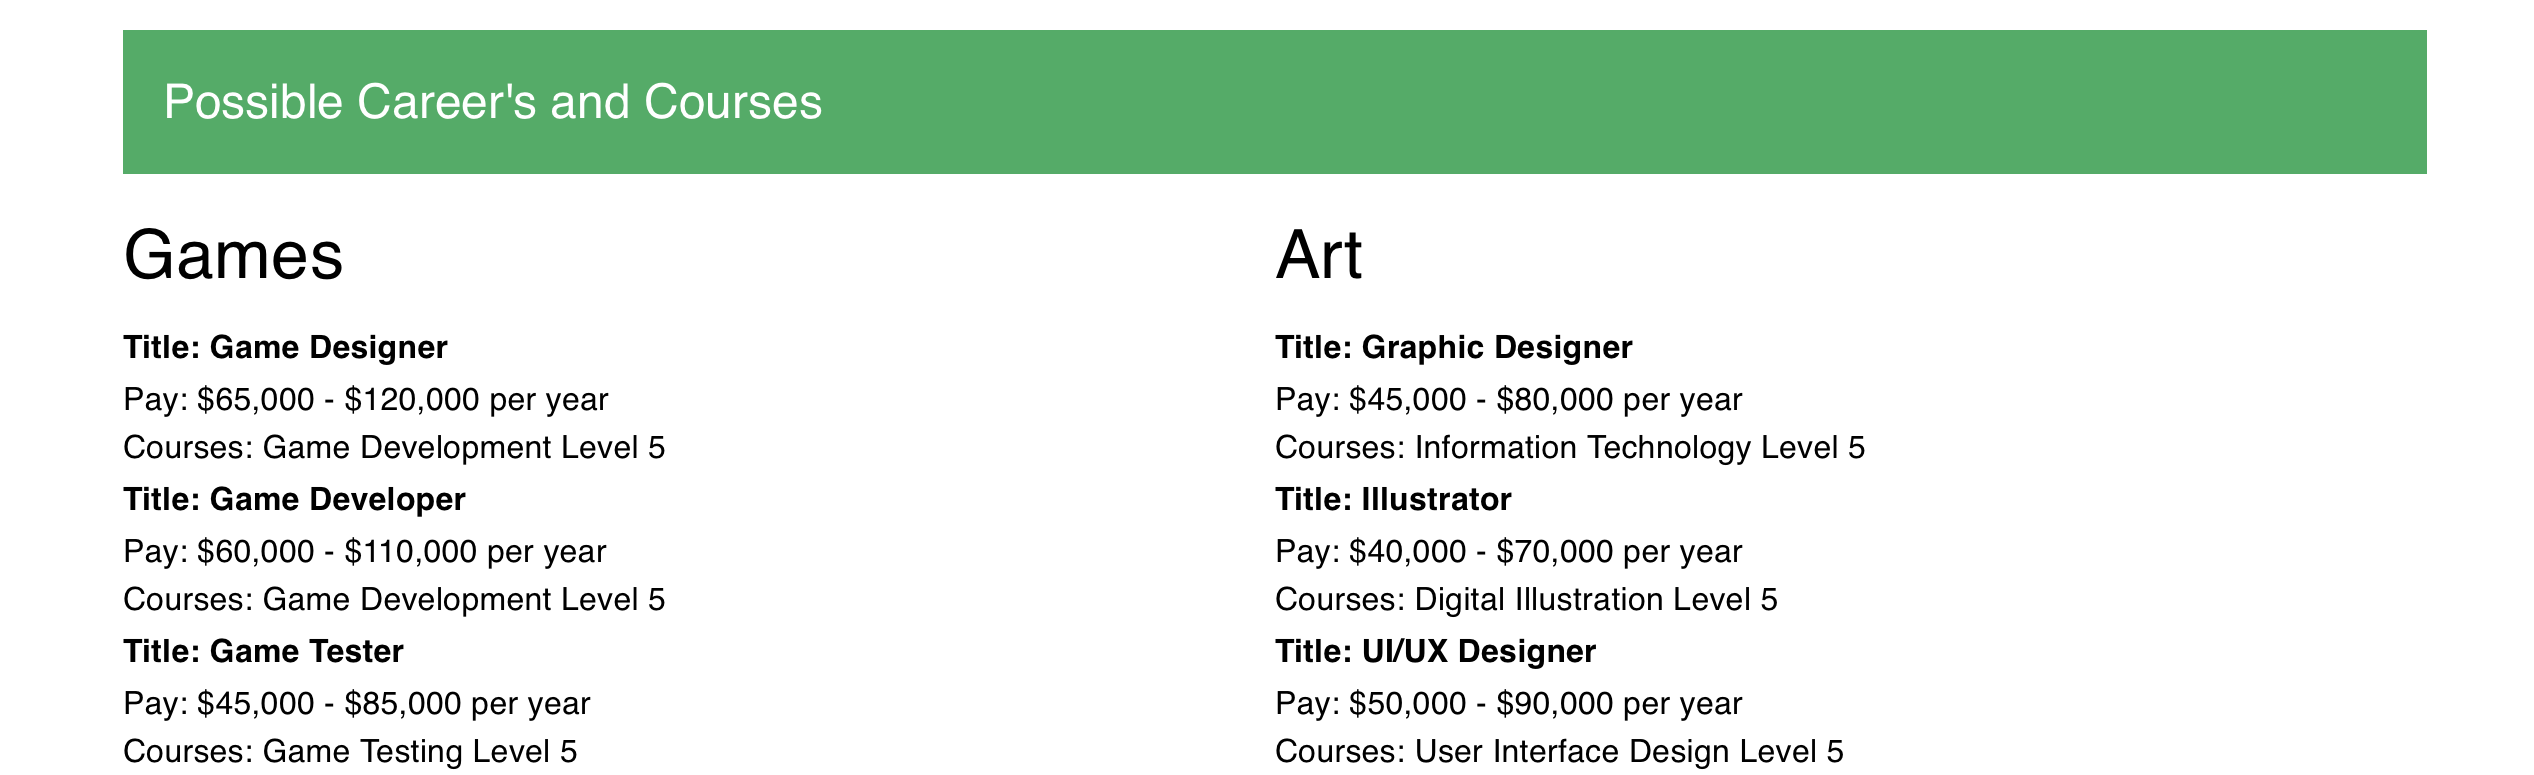 Possible Career's and Courses
Games
Title: Game Designer
Pay: $65,000 - $120,000 per year
Courses: Game Development Level 5
Title: Game Developer
Pay: $60,000 - $110,000 per year
Courses: Game Development Level 5
Title: Game Tester
Pay: $45,000 - $85,000 per year
Courses: Game Testing Level 5
Art
Title: Graphic Designer
Pay: $45,000 - $80,000 per year
Courses: Information Technology Level 5
Title: Illustrator
Pay: $40,000 - $70,000 per year
Courses: Digital Illustration Level 5
Title: UI/UX Designer
Pay: $50,000 - $90,000 per year
Courses: User Interface Design Level 5